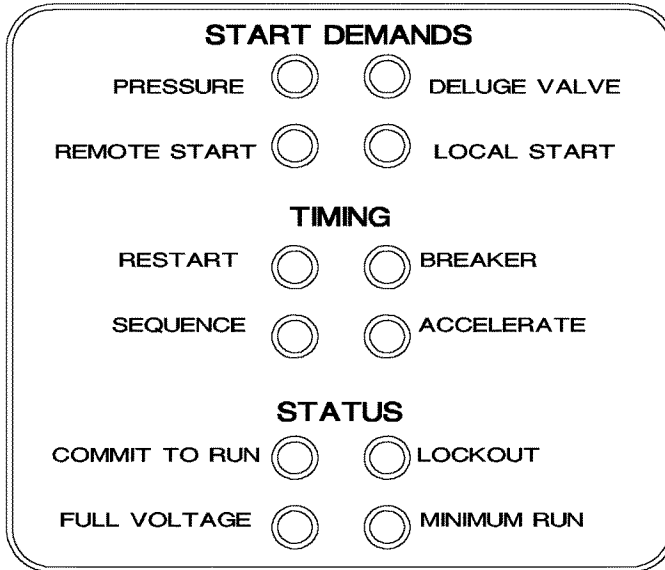 START DEMANDS
PRESSURE DELUGE VALVE
REMOTE START LOCAL START
TIMING
RESTART BREAKER
SEQUENCE ACCELERATE
STATUS
COMMIT TO RUN LOCKOUT
FULL VOLTAGE MINIMUM RUN